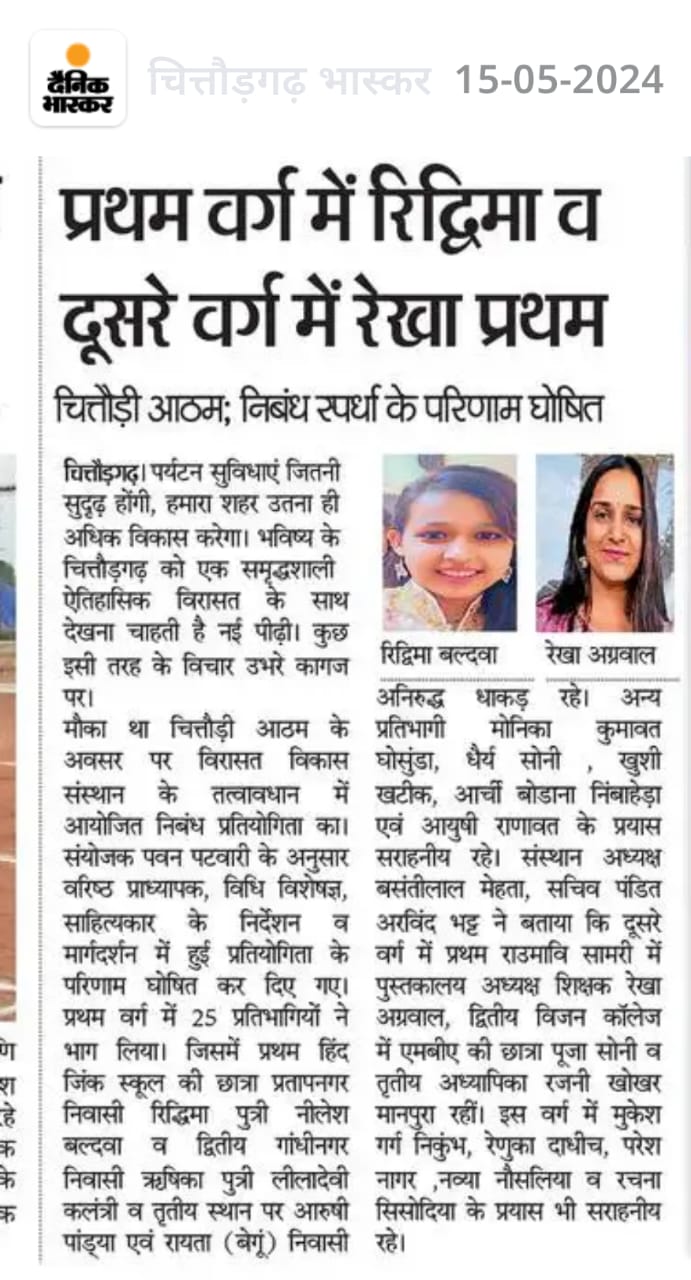 दैनिक
भास्कर
चित्तौड़गढ़ भास्कर 15-05-2024
प्रथम वर्ग में रिद्विमा व
दूसरे वर्ग में रेखा प्रथम
चित्तौड़ी आठम; निबंध स्पर्धा के परिणाम घोषित
चित्तौड़गढ़। पर्यटन सुविधाएं जितनी
सुदृढ़ होंगी, हमारा शहर उतना ही
अधिक विकास करेगा। भविष्य के
चित्तौड़गढ़ को एक समृद्धशाली
ऐतिहासिक विरासत के साथ
देखना चाहती है नई पीढ़ी। कुछ
इसी तरह के विचार उभरे कागज
पर।
मौका था चित्तौड़ी आठम के
अवसर पर विरासत विकास
संस्थान के तत्वावधान में
आयोजित निबंध प्रतियोगिता का।
संयोजक पवन पटवारी के अनुसार
वरिष्ठ प्राध्यापक, विधि विशेषज्ञ,
साहित्यकार के निर्देशन व
मार्गदर्शन में हुई प्रतियोगिता के
परिणाम घोषित कर दिए गए।
प्रथम वर्ग में 25 प्रतिभागियों ने
भाग लिया। जिसमें प्रथम हिंद
जिंक स्कूल की छात्रा प्रतापनगर
निवासी रिद्धिमा पुत्री नीलेश
बल्दवा व द्वितीय गांधीनगर
निवासी ऋषिका पुत्री लीलादेवी
कलंत्री व तृतीय स्थान पर आरुषी
पांड्या एवं रायता (बेगूं) निवासी
रिद्विमा बल्दवा
रेखा अग्रवाल
अनिरुद्ध धाकड़ रहे। अन्य
प्रतिभागी मोनिका कुमावत
घोसुंडा, धैर्य सोनी , खुशी
खटीक, आर्ची बोडाना निंबाहेड़ा
एवं आयुषी राणावत के प्रयास
सराहनीय रहे। संस्थान अध्यक्ष
बसंतीलाल मेहता, सचिव पंडित
अरविंद भट्ट ने बताया कि दूसरे
वर्ग में प्रथम राउमावि सामरी में
पुस्तकालय अध्यक्ष शिक्षक रेखा
अग्रवाल, द्वितीय विजन कॉलेज
में एमबीए की छात्रा पूजा सोनी व
तृतीय अध्यापिका रजनी खोखर
मानपुरा रहीं। इस वर्ग में मुकेश
गर्ग निकुंभ, रेणुका दाधीच, परेश
नागर ,नव्या नौसलिया व रचना
सिसोदिया के प्रयास भी सराहनीय
रहे।